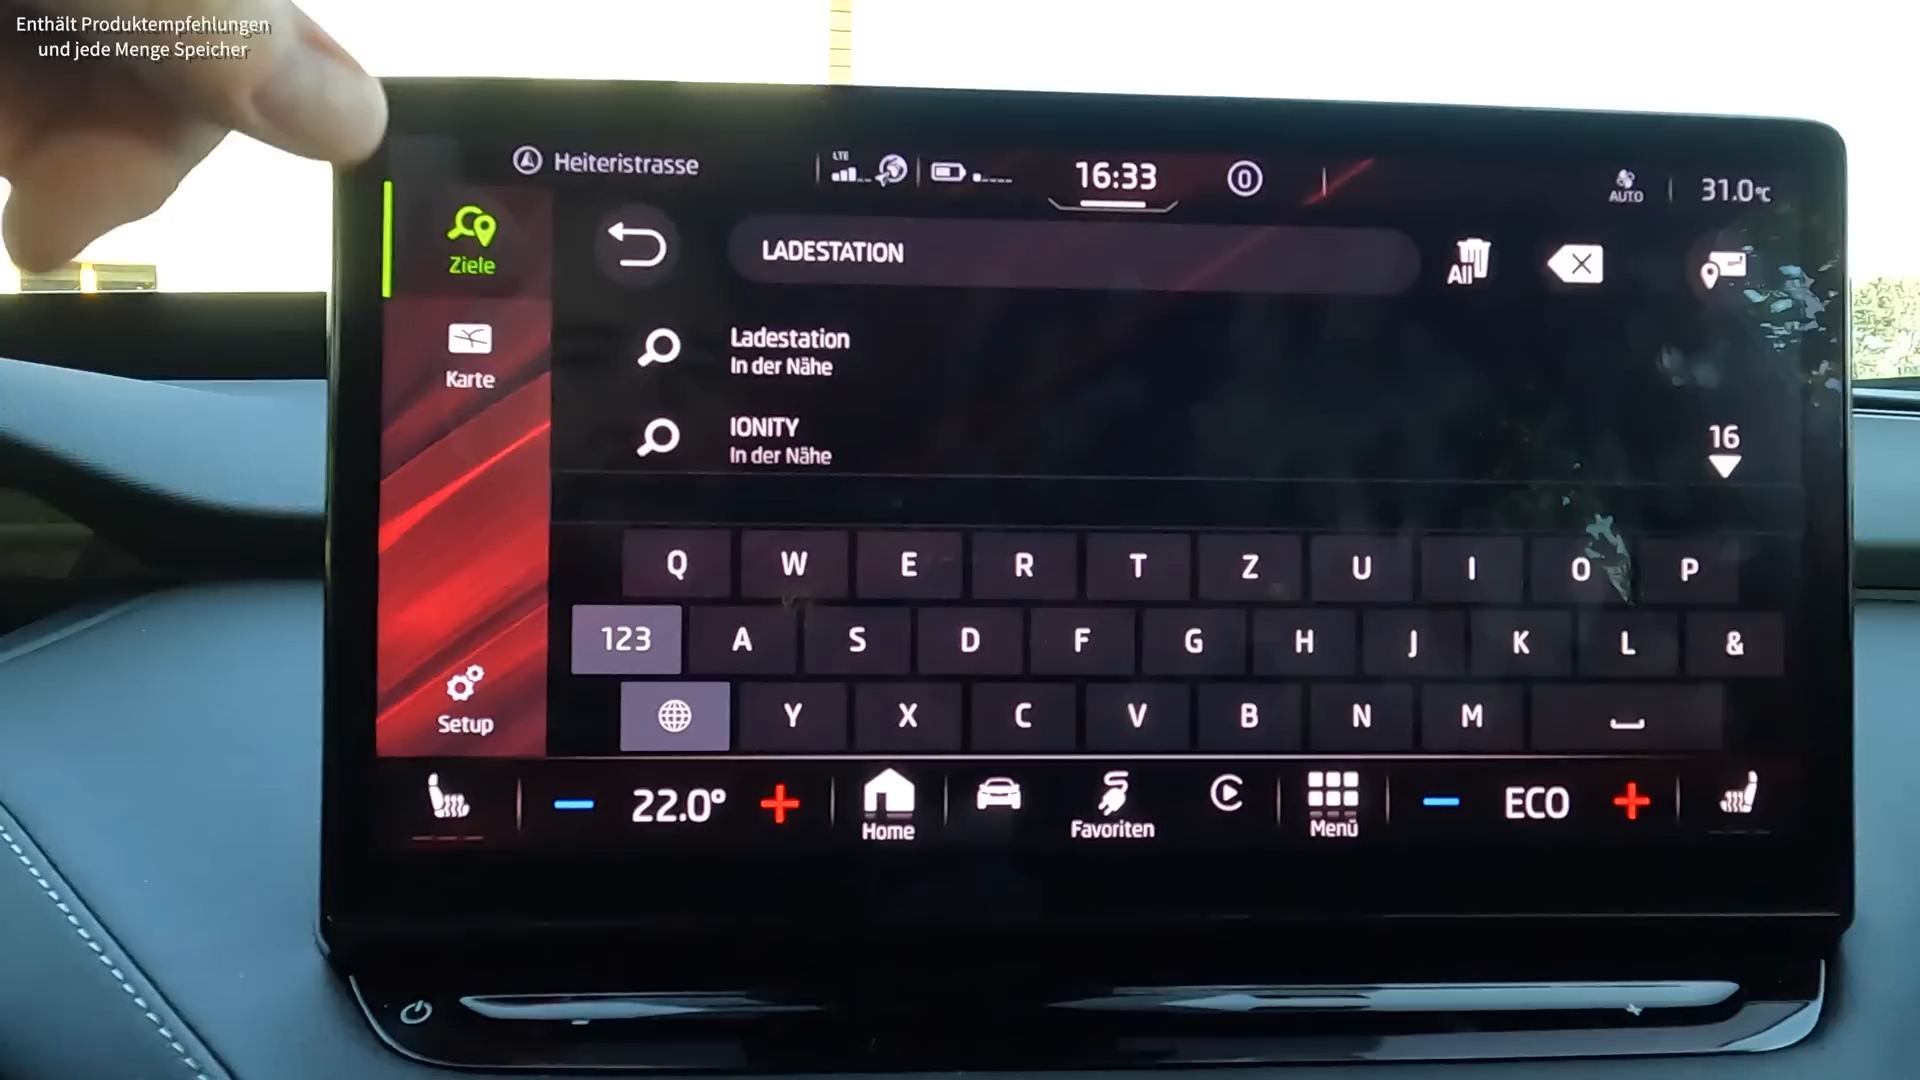 Enthält Produktempfehlungen
und jede Menge Speicher
Heiteristrasse
LTE
16:33
0
AUTO
31.0°C
Ziele
LADESTATION
All
Karte
Ladestation
In der Nähe
IONITY
In der Nähe
16
Q W E R T Z U I O P
123 A S D F G H J K L &
Y X C V B N M
Setup
22.0°
Home
Favoriten
Menü
ECO